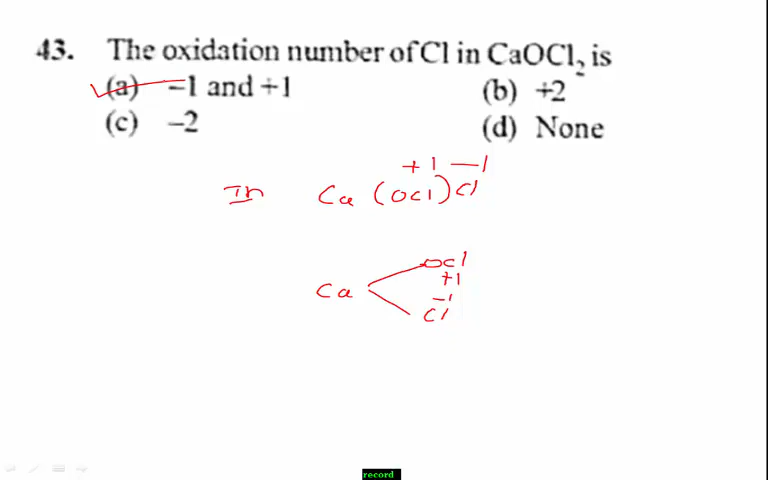 43. The oxidation number of Cl in CaOCl₂ is
(a) –1 and +1 (b) +2
(c) –2 (d) None
+1 –1
In Ca (OCl) Cl
OCl
+1
Ca
–1
Cl
record